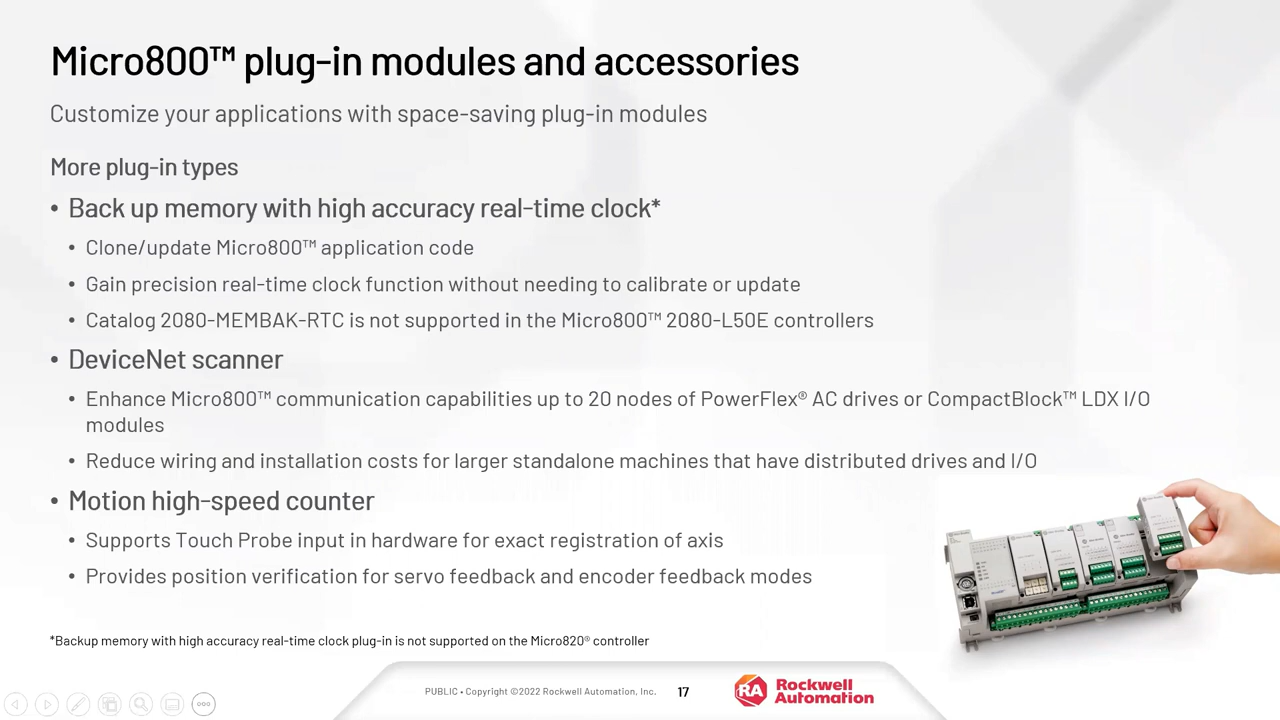 Micro800™ plug-in modules and accessories
Customize your applications with space-saving plug-in modules
More plug-in types
• Back up memory with high accuracy real-time clock*
• Clone/update Micro800™ application code
• Gain precision real-time clock function without needing to calibrate or update
• Catalog 2080-MEMBAK-RTC is not supported in the Micro800™ 2080-L50E controllers
• DeviceNet scanner
• Enhance Micro800™ communication capabilities up to 20 nodes of PowerFlex® AC drives or CompactBlock™ LDX I/O
modules
• Reduce wiring and installation costs for larger standalone machines that have distributed drives and I/O
• Motion high-speed counter
• Supports Touch Probe input in hardware for exact registration of axis
• Provides position verification for servo feedback and encoder feedback modes
*Backup memory with high accuracy real-time clock plug-in is not supported on the Micro820® controller
PUBLIC • Copyright ©2022 Rockwell Automation, Inc.
17
RA
Rockwell
Automation